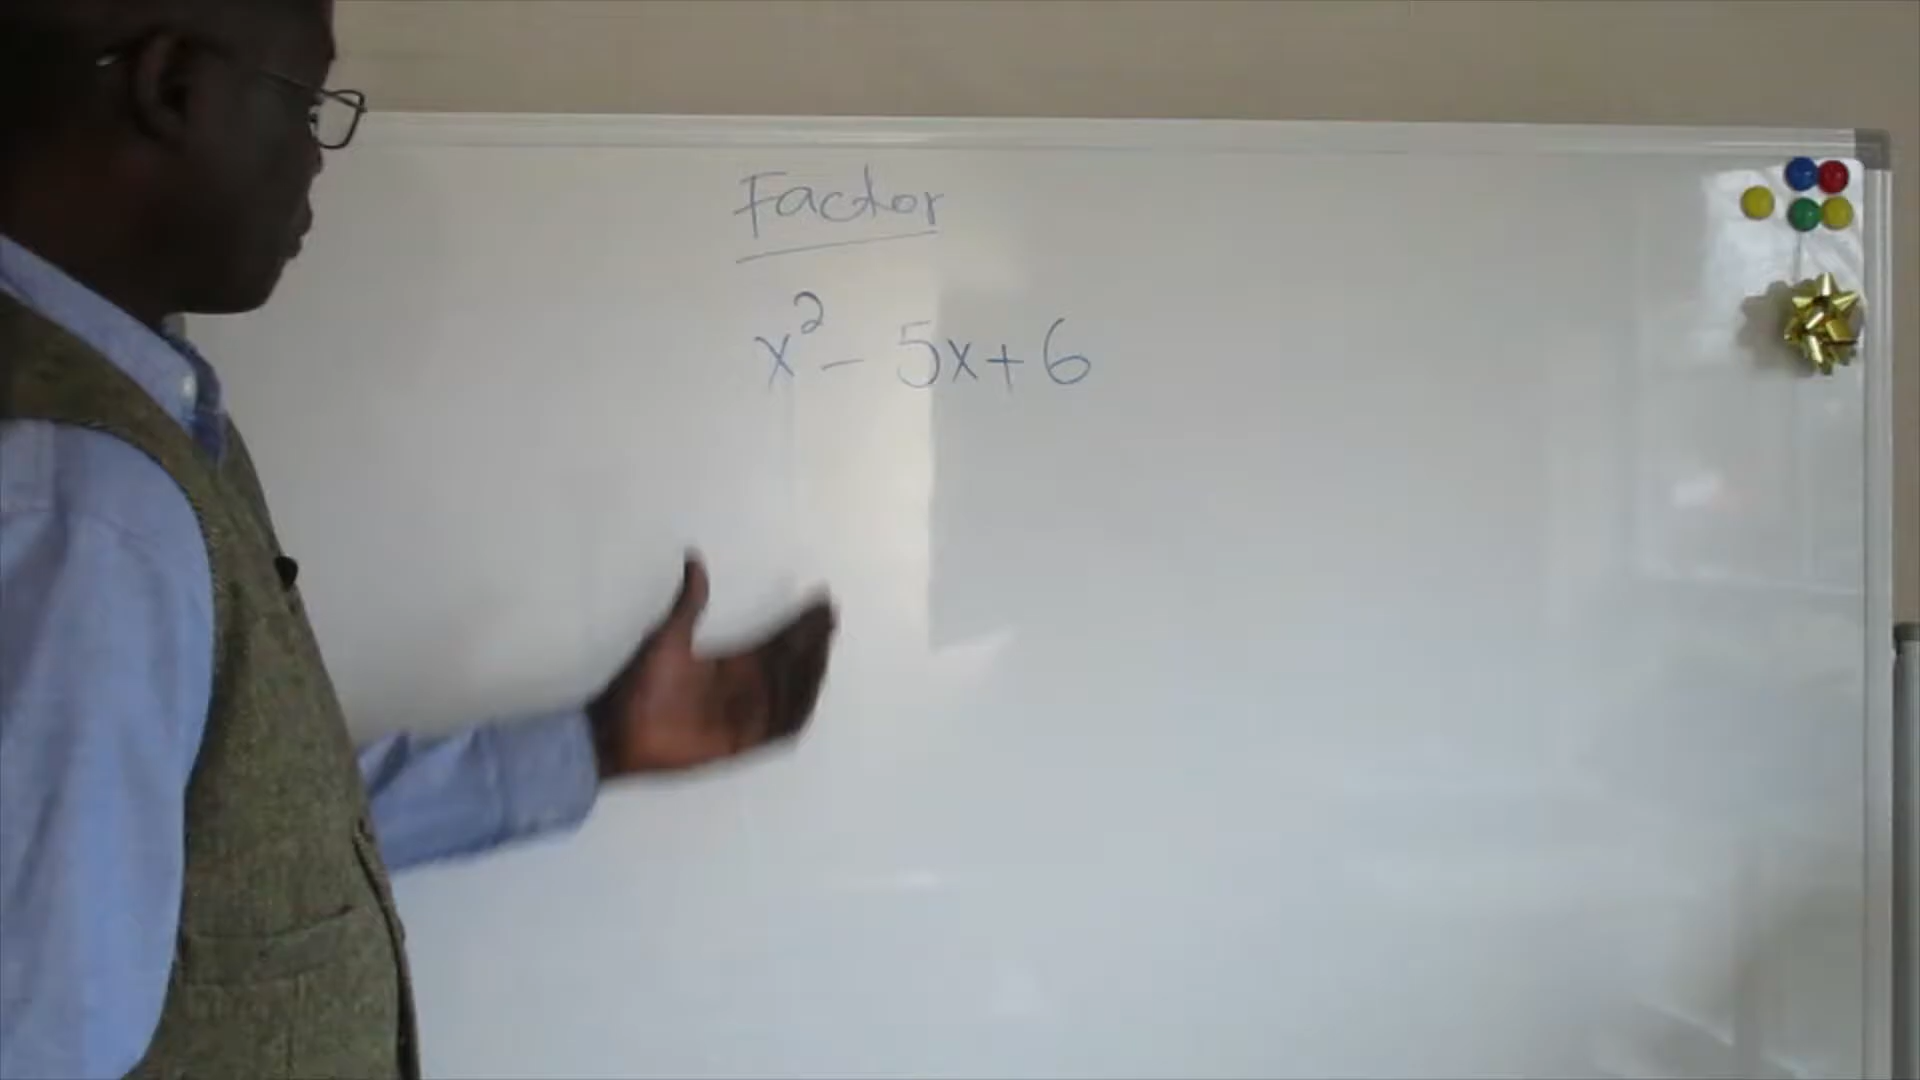 Factor
x² - 5x + 6